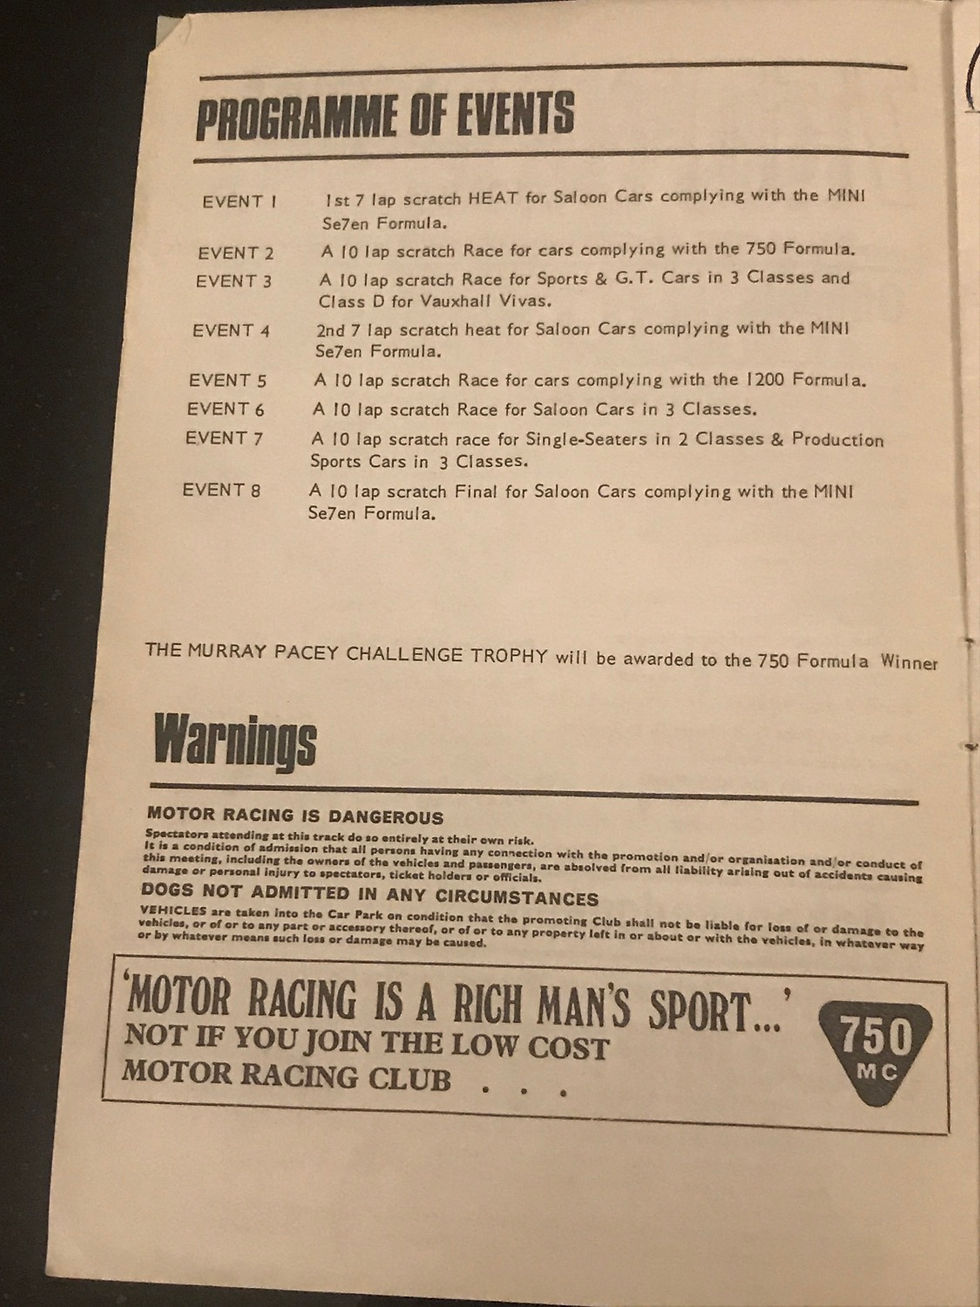 PROGRAMME OF EVENTS
EVENT 1 1st 7 lap scratch HEAT for Saloon Cars complying with the MINI
Se7en Formula.
EVENT 2 A 10 lap scratch Race for cars complying with the 750 Formula.
EVENT 3 A 10 lap scratch Race for Sports & G.T. Cars in 3 Classes and
Class D for Vauxhall Vivas.
EVENT 4 2nd 7 lap scratch heat for Saloon Cars complying with the MINI
Se7en Formula.
EVENT 5 A 10 lap scratch Race for cars complying with the 1200 Formula.
EVENT 6 A 10 lap scratch Race for Saloon Cars in 3 Classes.
EVENT 7 A 10 lap scratch race for Single-Seaters in 2 Classes & Production
Sports Cars in 3 Classes.
EVENT 8 A 10 lap scratch Final for Saloon Cars complying with the MINI
Se7en Formula.
THE MURRAY PACEY CHALLENGE TROPHY will be awarded to the 750 Formula Winner
Warnings
MOTOR RACING IS DANGEROUS
Spectators attending at this track do so entirely at their own risk.
It is a condition of admission that all persons having any connection with the promotion and/or organisation and/or conduct of
this meeting, including the owners of the vehicles and passengers, are absolved from all liability arising out of accidents causing
damage or personal injury to spectators, ticket holders or officials.
DOGS NOT ADMITTED IN ANY CIRCUMSTANCES
VEHICLES are taken into the Car Park on condition that the promoting Club shall not be liable for loss of or damage to the
vehicles, or of or to any part or accessory thereof, or of or to any property left in or about or with the vehicles, in whatever way
or by whatever means such loss or damage may be caused.
'MOTOR RACING IS A RICH MAN'S SPORT...'
NOT IF YOU JOIN THE LOW COST
MOTOR RACING CLUB . . .
750
MC